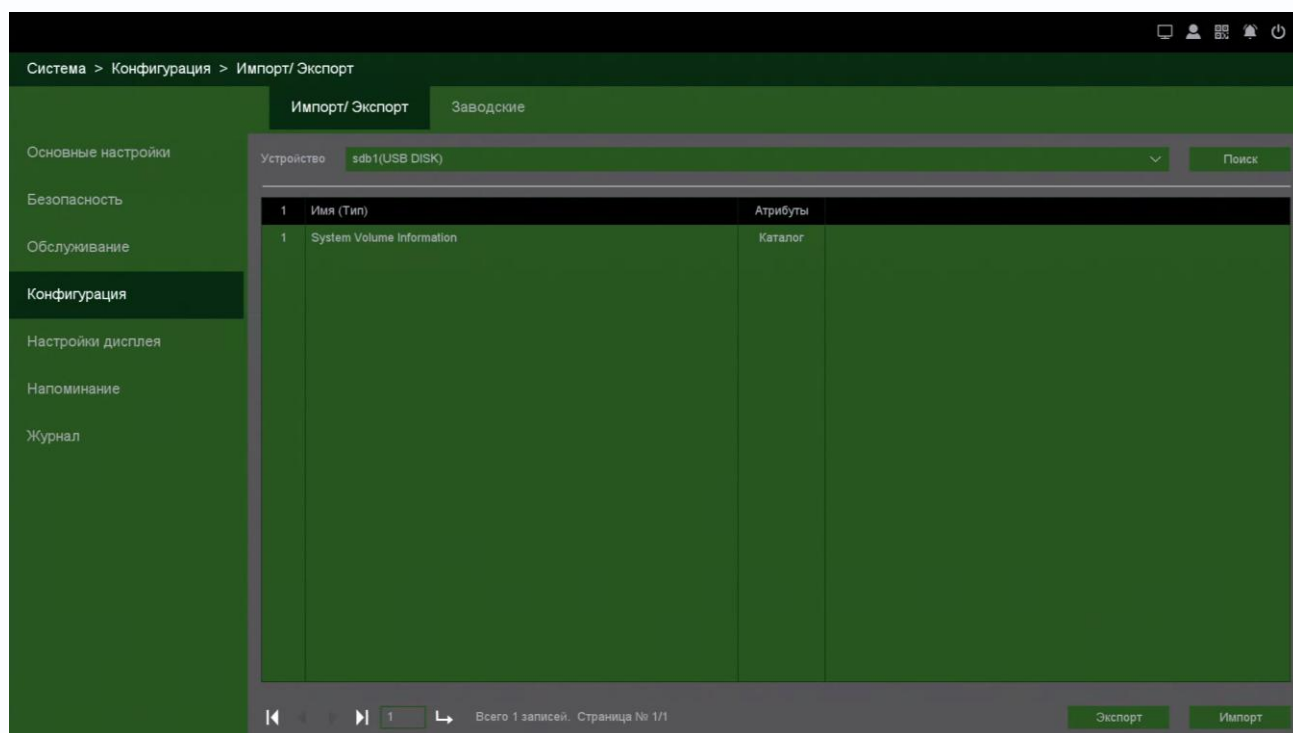 Система > Конфигурация > Импорт/ Экспорт
Импорт/ Экспорт Заводские
Основные настройки
Безопасность
Обслуживание
Конфигурация
Настройки дисплея
Напоминание
Журнал
Устройство sdb1(USB DISK) Поиск
1 Имя (Тип) Атрибуты
1 System Volume Information Каталог
1 Всего 1 записей. Страница № 1/1
Экспорт Импорт